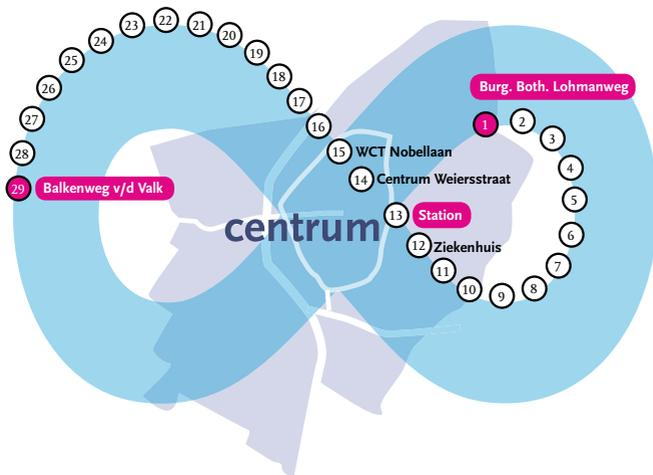 23 22 21 20
24 19
25 18
26 17
27 16
28 15 WCT Nobellaan
14 Centrum Weiersstraat
29 Balkenweg v/d Valk
13 Station
centrum
12 Ziekenhuis
11
10
9
8
7
6
5
4
3
2
1
Burg. Both. Lohmanweg